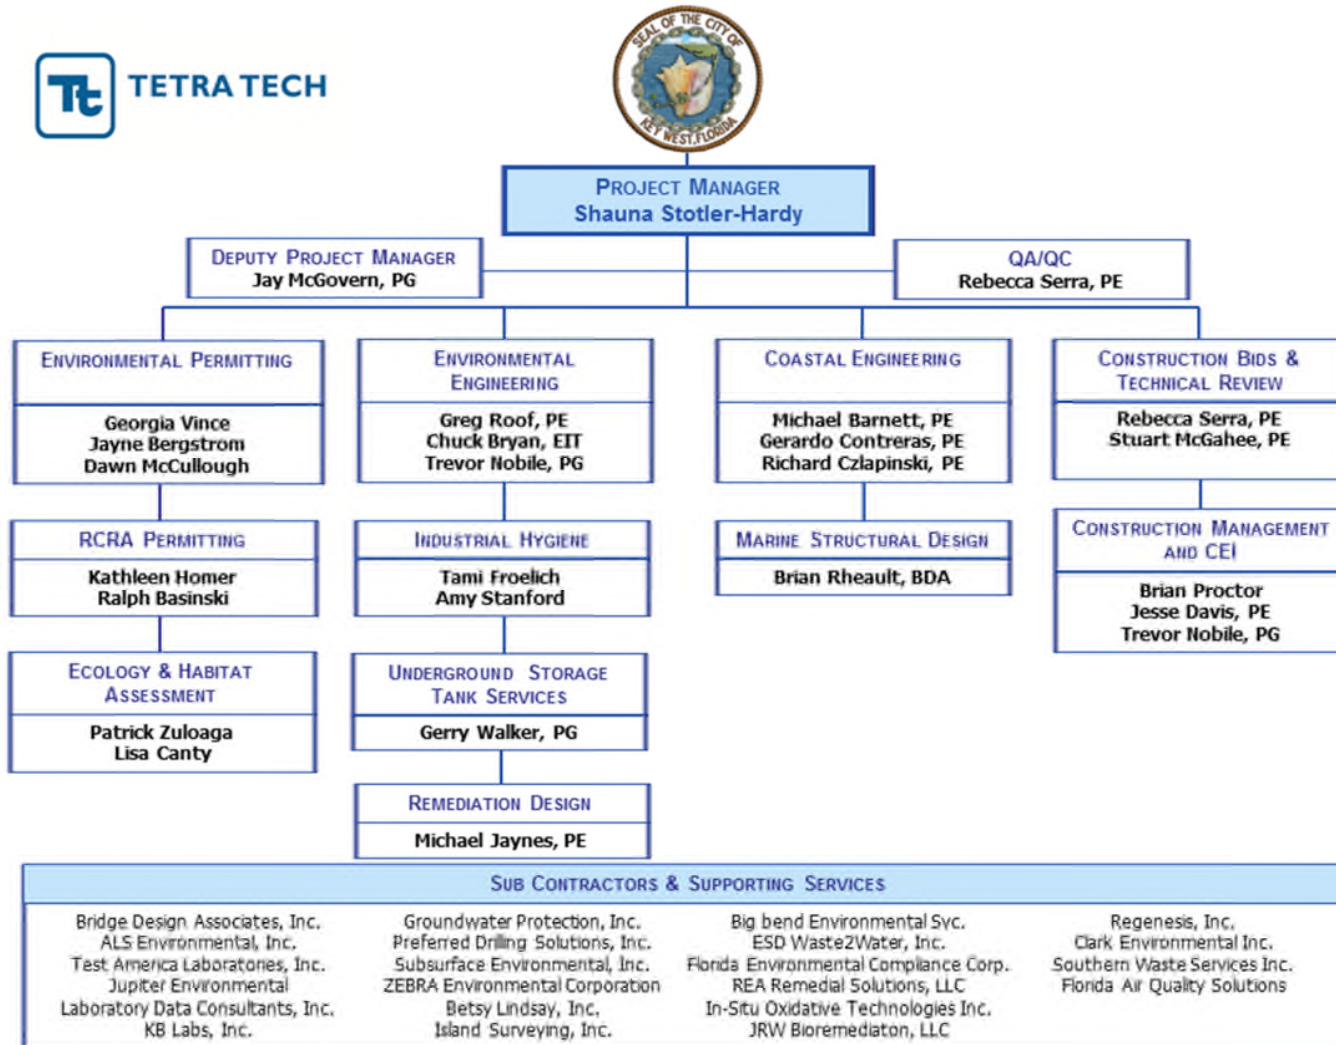 SEAL OF THE CITY OF
KEY WEST, FLORIDA
Tt
TETRA TECH
PROJECT MANAGER
Shauna Stotler-Hardy
DEPUTY PROJECT MANAGER
Jay McGovern, PG
QA/QC
Rebecca Serra, PE
ENVIRONMENTAL PERMITTING
Georgia Vince
Jayne Bergstrom
Dawn McCullough
RCRA PERMITTING
Kathleen Homer
Ralph Basinski
ECOLOGY & HABITAT
ASSESSMENT
Patrick Zuloaga
Lisa Canty
ENVIRONMENTAL
ENGINEERING
Greg Roof, PE
Chuck Bryan, EIT
Trevor Nobile, PG
INDUSTRIAL HYGIENE
Tami Froelich
Amy Stanford
UNDERGROUND STORAGE
TANK SERVICES
Gerry Walker, PG
REMEDIATION DESIGN
Michael Jaynes, PE
COASTAL ENGINEERING
Michael Barnett, PE
Gerardo Contreras, PE
Richard Czlapinski, PE
MARINE STRUCTURAL DESIGN
Brian Rheault, BDA
CONSTRUCTION BIDS &
TECHNICAL REVIEW
Rebecca Serra, PE
Stuart McGahee, PE
CONSTRUCTION MANAGEMENT
AND CEI
Brian Proctor
Jesse Davis, PE
Trevor Nobile, PG
SUB CONTRACTORS & SUPPORTING SERVICES
Bridge Design Associates, Inc.
ALS Environmental, Inc.
Test America Laboratories, Inc.
Jupiter Environmental
Laboratory Data Consultants, Inc.
KB Labs, Inc.
Groundwater Protection, Inc.
Preferred Drilling Solutions, Inc.
Subsurface Environmental, Inc.
ZEBRA Environmental Corporation
Betsy Lindsay, Inc.
Island Surveying, Inc.
Big bend Environmental Svc.
ESD Waste2Water, Inc.
Florida Environmental Compliance Corp.
REA Remedial Solutions, LLC
In-Situ Oxidative Technologies Inc.
JRW Bioremediaton, LLC
Regenesis, Inc.
Clark Environmental Inc.
Southern Waste Services Inc.
Florida Air Quality Solutions